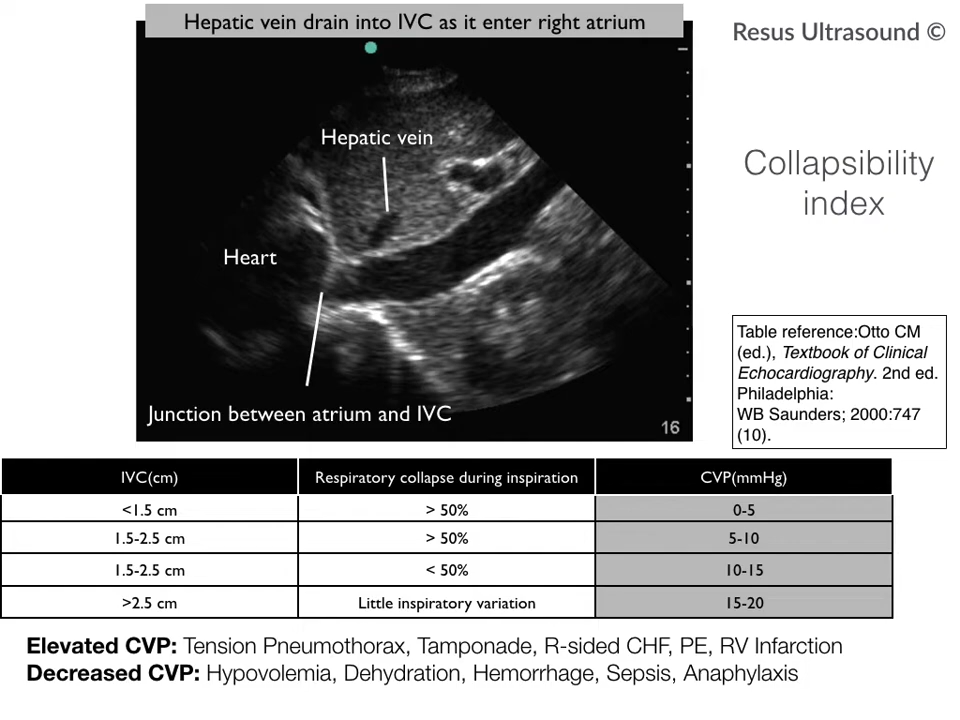 Hepatic vein drain into IVC as it enter right atrium
Resus Ultrasound ©
Hepatic vein
Collapsibility
index
Heart
Table reference:Otto CM
(ed.), Textbook of Clinical
Echocardiography. 2nd ed.
Philadelphia:
WB Saunders; 2000:747
(10).
Junction between atrium and IVC
16
IVC(cm) Respiratory collapse during inspiration CVP(mmHg)
<1.5 cm > 50% 0-5
1.5-2.5 cm > 50% 5-10
1.5-2.5 cm < 50% 10-15
>2.5 cm Little inspiratory variation 15-20
Elevated CVP: Tension Pneumothorax, Tamponade, R-sided CHF, PE, RV Infarction
Decreased CVP: Hypovolemia, Dehydration, Hemorrhage, Sepsis, Anaphylaxis